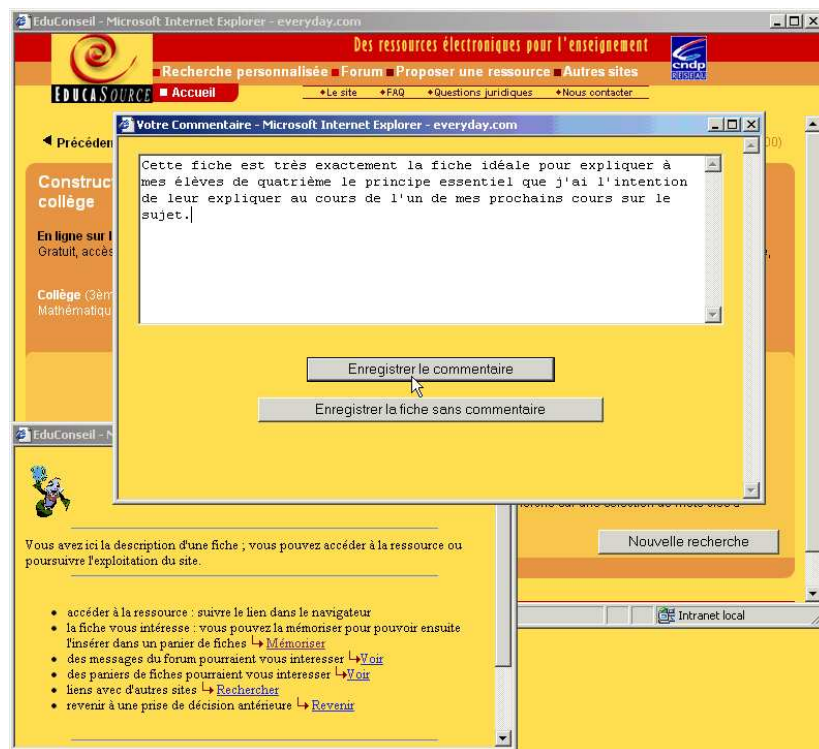 EduConseil - Microsoft Internet Explorer - everyday.com
Des ressources électroniques pour l'enseignement
Recherche personnalisée Forum Proposer une ressource Autres sites
cndp
RESEAU
EDUCASOURCE
Accueil
Le site FAQ Questions juridiques Nous contacter
Votre Commentaire - Microsoft Internet Explorer - everyday.com
Cette fiche est très exactement la fiche idéale pour expliquer à
mes élèves de quatrième le principe essentiel que j'ai l'intention
de leur expliquer au cours de l'un de mes prochains cours sur le
sujet.
collège
En ligne sur
Gratuit,
Collège
Enregistrer le commentaire
Enregistrer la fiche sans commentaire
EduConseil -
Nouvelle recherche
Vous avez ici la description d'une fiche ; vous pouvez accéder à la ressource ou
poursuivre l'exploitation du site.
accéder à la ressource : suivre le lien dans le navigateur
la fiche vous intéresse : vous pouvez la mémoriser pour pouvoir ensuite
l'insérer dans un panier de fiches Mémoriser
des messages du forum pourraient vous interesser Voir
des paniers de fiches pourraient vous interesser Voir
liens avec d'autres sites Rechercher
revenir à une prise de décision antérieure Revenir
Intranet local